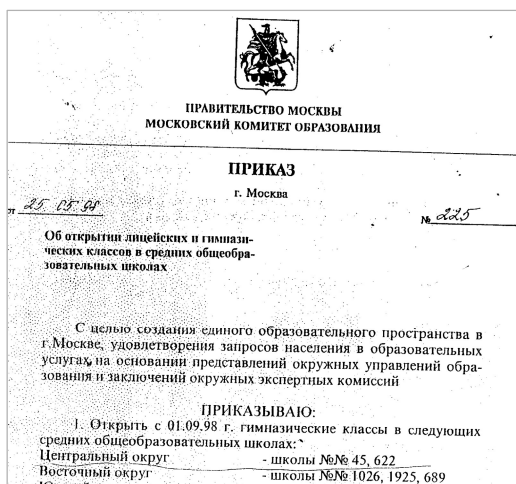 ПРАВИТЕЛЬСТВО МОСКВЫ
МОСКОВСКИЙ КОМИТЕТ ОБРАЗОВАНИЯ
ПРИКАЗ
г. Москва
25.05.98
№ 225
Об открытии лицейских и гимнази-
ческих классов в средних общеобра-
зовательных школах
С целью создания единого образовательного пространства в
г.Москве, удовлетворения запросов населения в образовательных
услугах, на основании представлений окружных управлений обра-
зования и заключений окружных экспертных комиссий
ПРИКАЗЫВАЮ:
1. Открыть с 01.09.98 г. гимназические классы в следующих
средних общеобразовательных школах:
Центральный округ - школы №№ 45, 622
Восточный округ - школы №№ 1026, 1925, 689